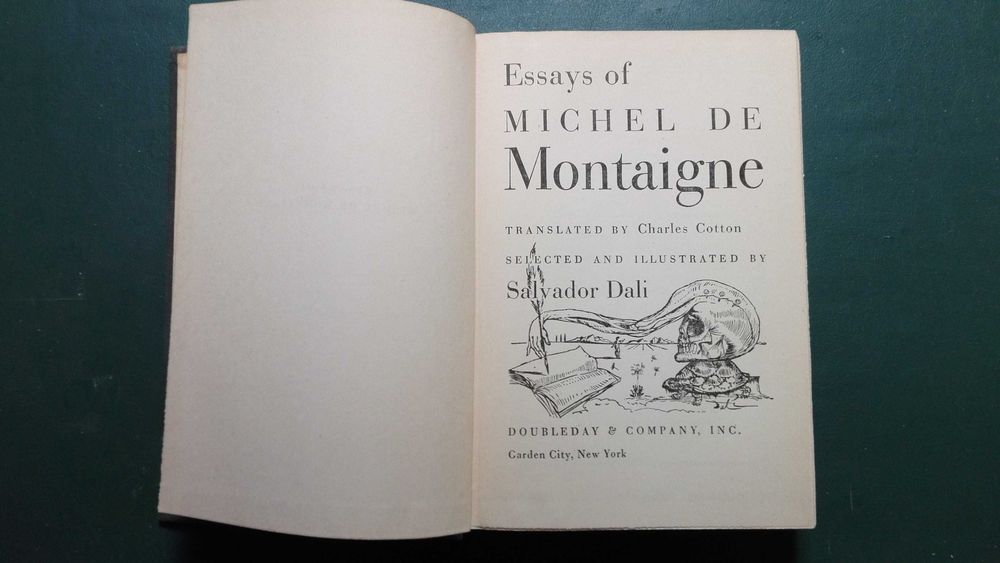 Essays of
MICHEL DE
Montaigne
TRANSLATED BY Charles Cotton
SELECTED AND ILLUSTRATED BY
Salvador Dali
DOUBLEDAY & COMPANY, INC.
Garden City, New York